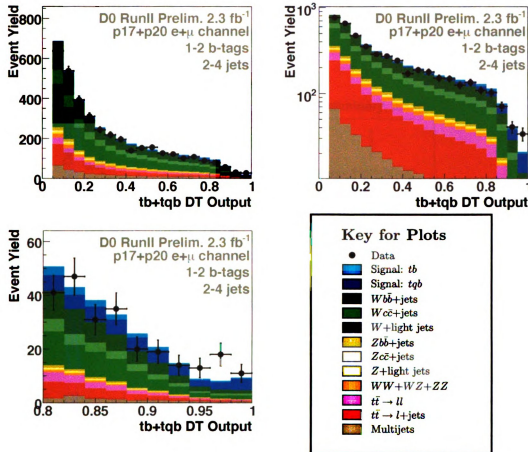 Event Yield
D0 RunII Prelim. 2.3 fb-1
p17+p20 e+μ channel
1-2 b-tags
2-4 jets
800
600
400
200
0
0 0.2 0.4 0.6 0.8 1
tb+tqb DT Output
Event Yield
D0 RunII Prelim. 2.3 fb-1
p17+p20 e+μ channel
1-2 b-tags
2-4 jets
10²
10
0 0.2 0.4 0.6 0.8 1
tb+tqb DT Output
Event Yield
D0 RunII Prelim. 2.3 fb-1
p17+p20 e+μ channel
1-2 b-tags
2-4 jets
60
40
20
0
0.8 0.85 0.9 0.95 1
tb+tqb DT Output
Key for Plots
Data
Signal: tb
Signal: tqb
Wbb̄+jets
Wcc̄+jets
W+light jets
Zbb̄+jets
Zcc̄+jets
Z+light jets
WW+WZ+ZZ
tt̄ → ll
tt̄ → l+jets
Multijets